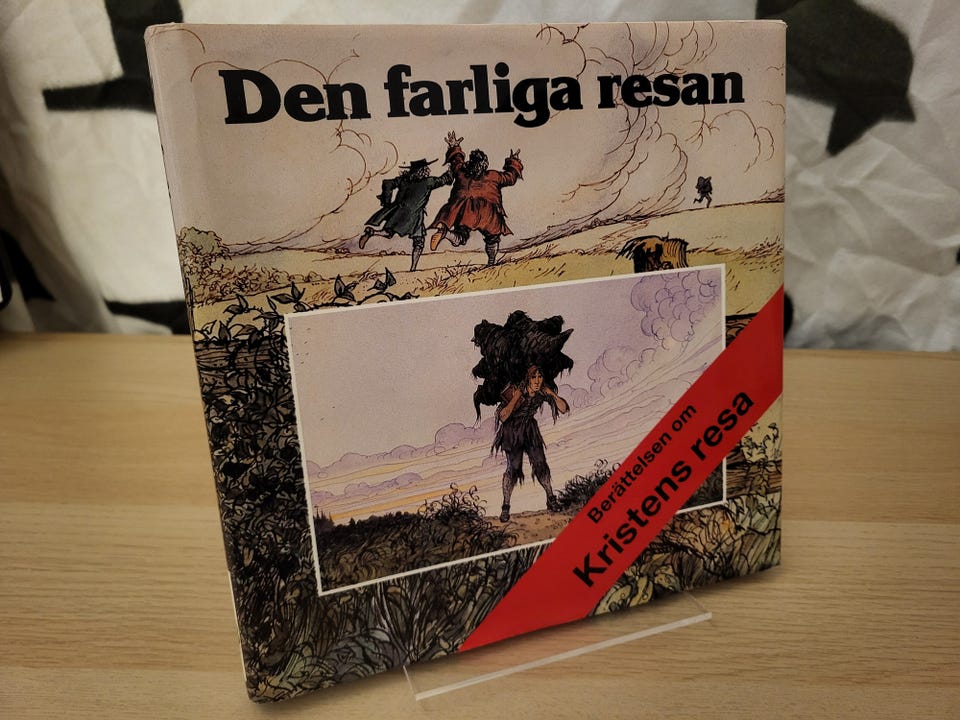 Den farliga resan
Berättelsen om
Kristens resa